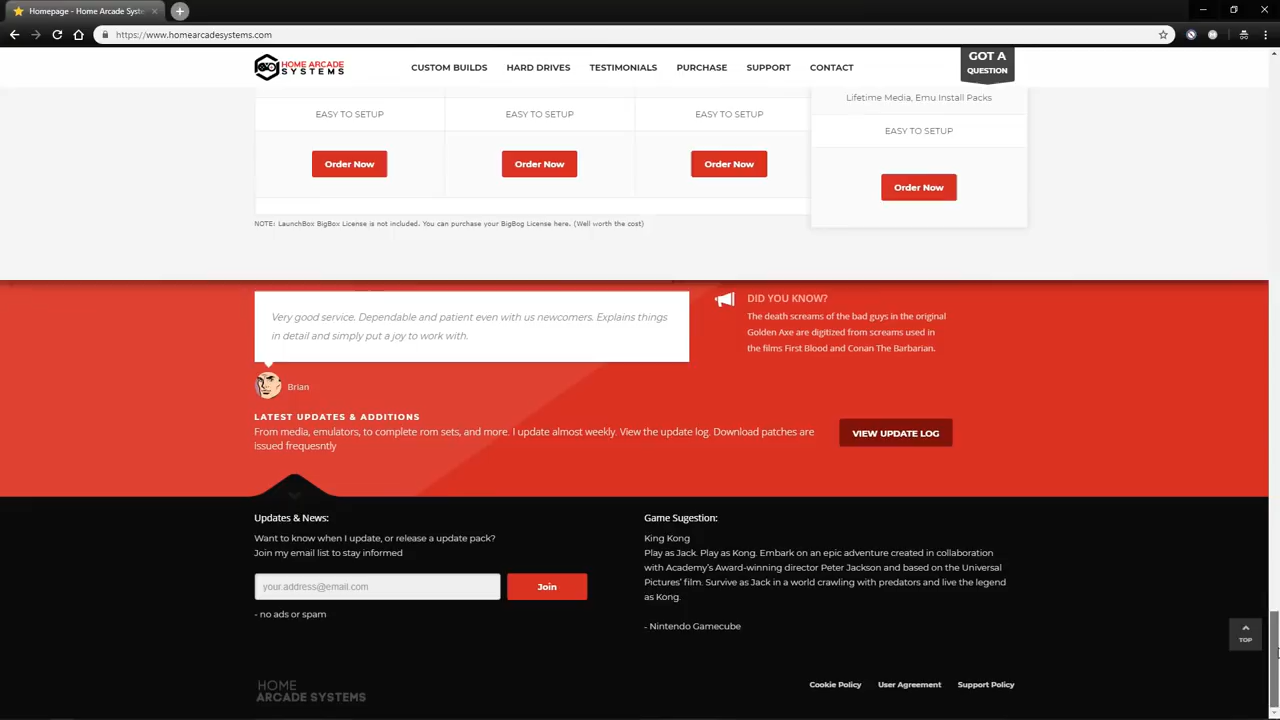 Homepage - Home Arcade Syste
https://www.homearcadesystems.com
HOME ARCADE
SYSTEMS
CUSTOM BUILDS
HARD DRIVES
TESTIMONIALS
PURCHASE
SUPPORT
CONTACT
GOT A
QUESTION
Lifetime Media, Emu Install Packs
EASY TO SETUP
EASY TO SETUP
EASY TO SETUP
EASY TO SETUP
Order Now
Order Now
Order Now
Order Now
NOTE: LaunchBox BigBox License is not included. You can purchase your BigBog License here. (Well worth the cost)
Very good service. Dependable and patient even with us newcomers. Explains things
in detail and simply put a joy to work with.
Brian
DID YOU KNOW?
The death screams of the bad guys in the original
Golden Axe are digitized from screams used in
the films First Blood and Conan The Barbarian.
LATEST UPDATES & ADDITIONS
From media, emulators, to complete rom sets, and more. I update almost weekly. View the update log. Download patches are
issued frequesntly
VIEW UPDATE LOG
Updates & News:
Want to know when I update, or release a update pack?
Join my email list to stay informed
your.address@email.com
Join
- no ads or spam
Game Sugestion:
King Kong
Play as Jack. Play as Kong. Embark on an epic adventure created in collaboration
with Academy's Award-winning director Peter Jackson and based on the Universal
Pictures' film. Survive as Jack in a world crawling with predators and live the legend
as Kong.
- Nintendo Gamecube
TOP
HOME
ARCADE SYSTEMS
Cookie Policy
User Agreement
Support Policy